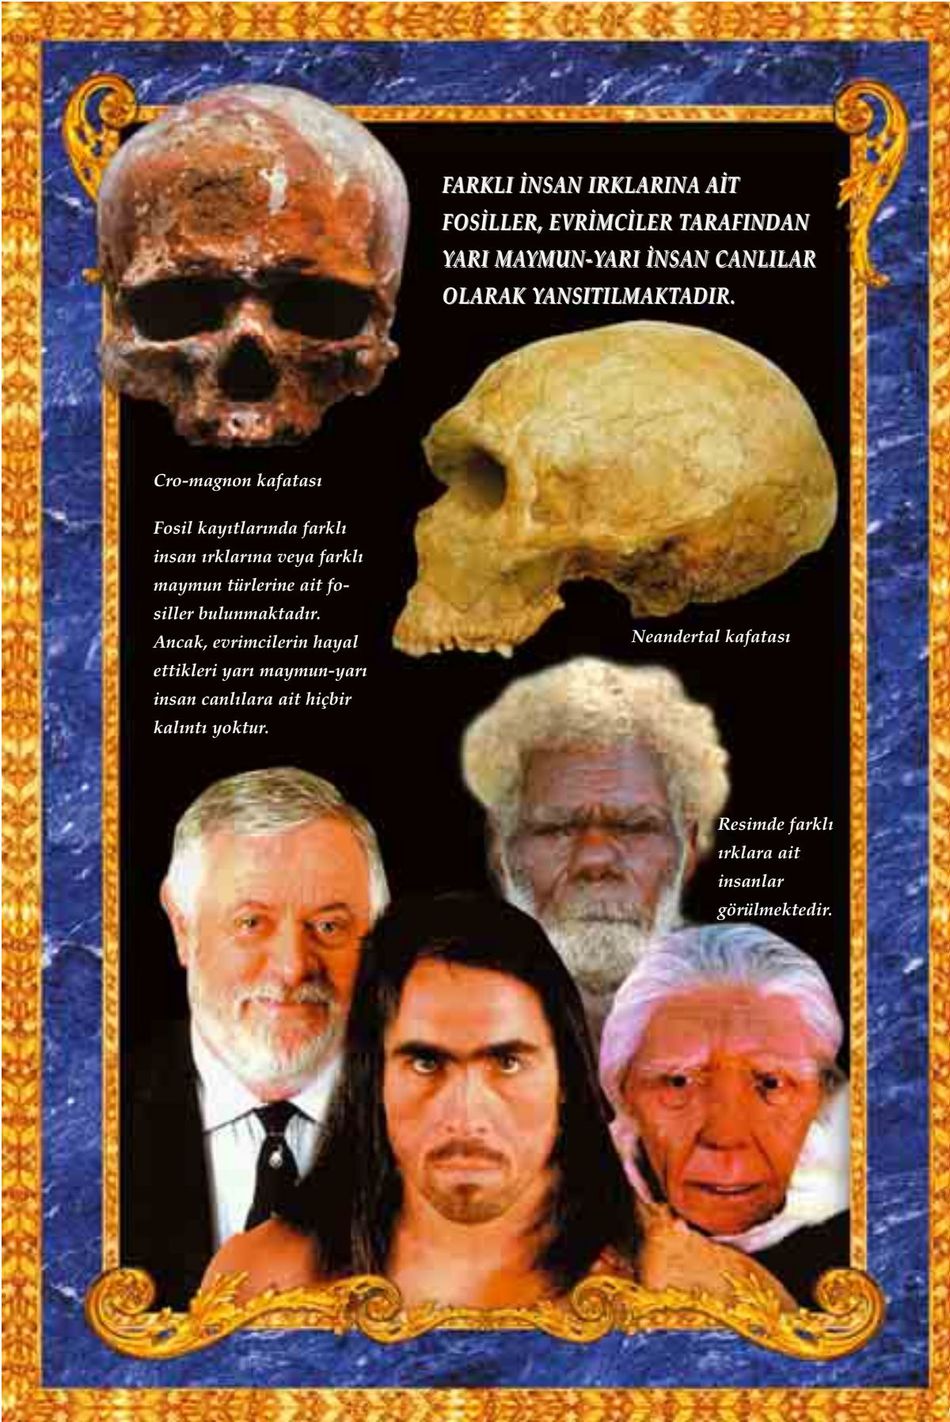 FARKLI İNSAN IRKLARINA AİT
FOSİLLER, EVRİMCİLER TARAFINDAN
YARI MAYMUN-YARI İNSAN CANLILAR
OLARAK YANSITILMAKTADIR.
Cro-magnon kafatası
Fosil kayıtlarında farklı
insan ırklarına veya farklı
maymun türlerine ait fo-
siller bulunmaktadır.
Ancak, evrimcilerin hayal
ettikleri yarı maymun-yarı
insan canlılara ait hiçbir
kalıntı yoktur.
Neandertal kafatası
Resimde farklı
ırklara ait
insanlar
görülmektedir.